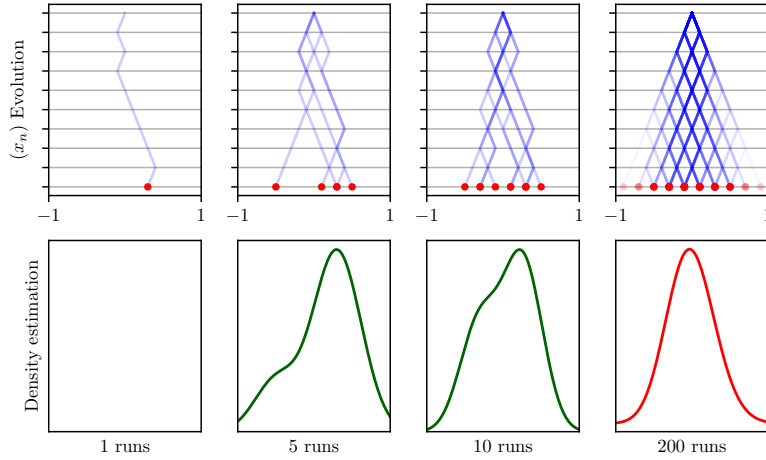 (x_n) Evolution
−1 1
−1 1
−1 1
−1 1
Density estimation
1 runs
5 runs
10 runs
200 runs